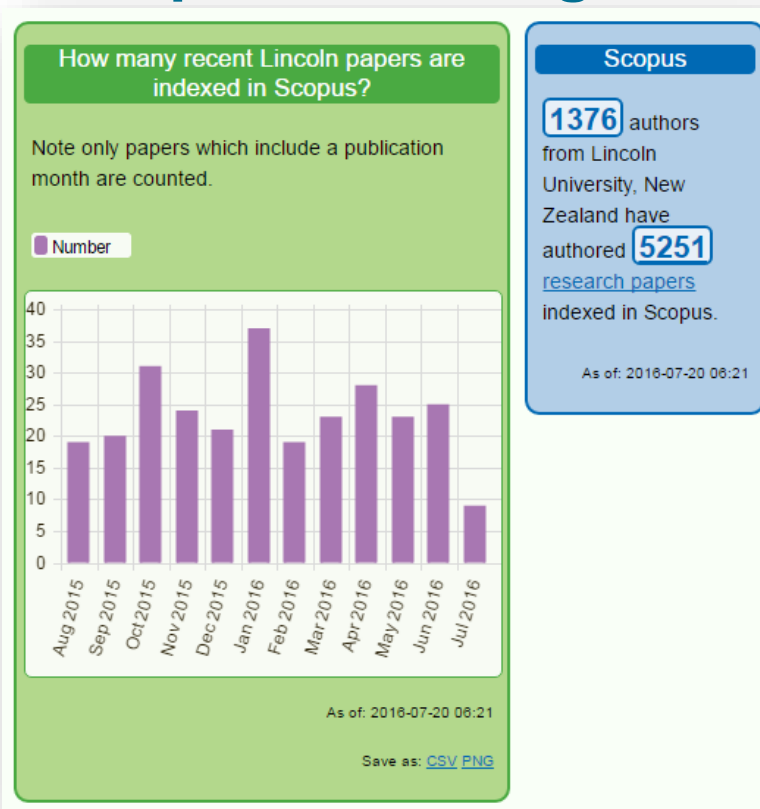 How many recent Lincoln papers are
indexed in Scopus?
Note only papers which include a publication
month are counted.
Number
40
35
30
25
20
15
10
5
0
Aug 2015
Sep 2015
Oct 2015
Nov 2015
Dec 2015
Jan 2016
Feb 2016
Mar 2016
Apr 2016
May 2016
Jun 2016
Jul 2016
As of: 2016-07-20 06:21
Save as: CSV PNG
Scopus
1376 authors
from Lincoln
University, New
Zealand have
authored 5251
research papers
indexed in Scopus.
As of: 2016-07-20 06:21